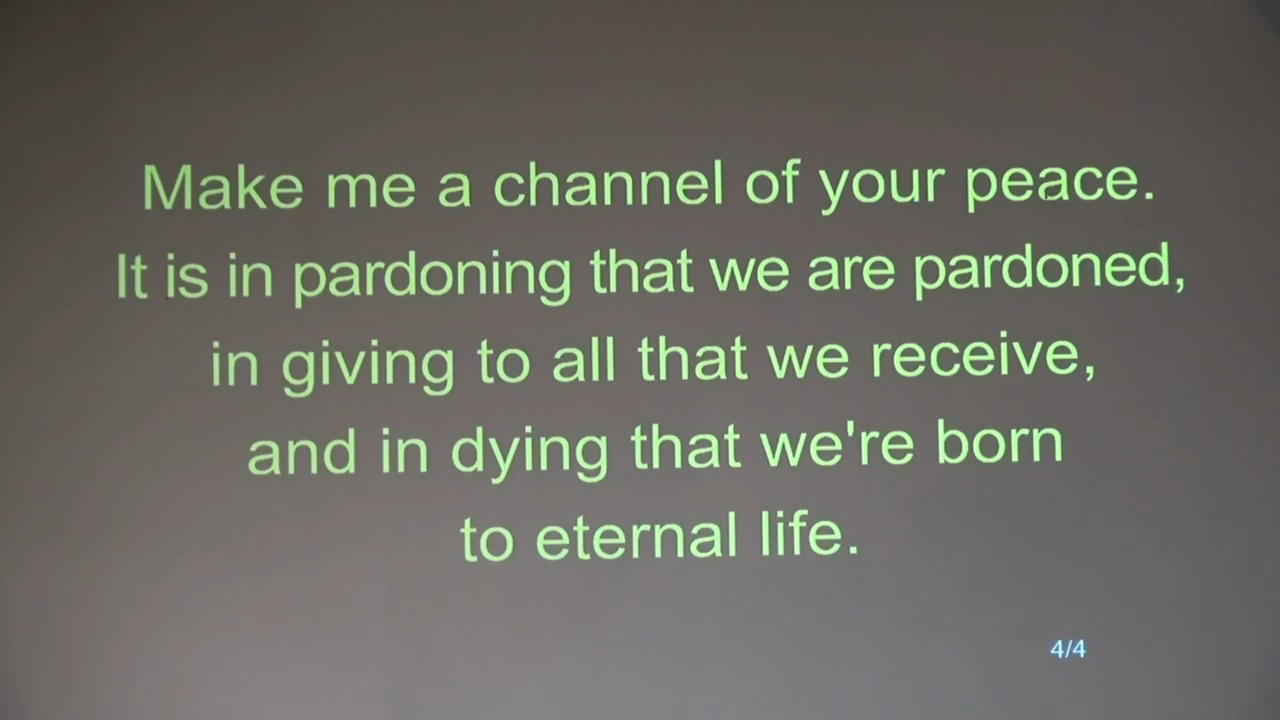 Make me a channel of your peace.
It is in pardoning that we are pardoned,
in giving to all that we receive,
and in dying that we're born
to eternal life.
4/4